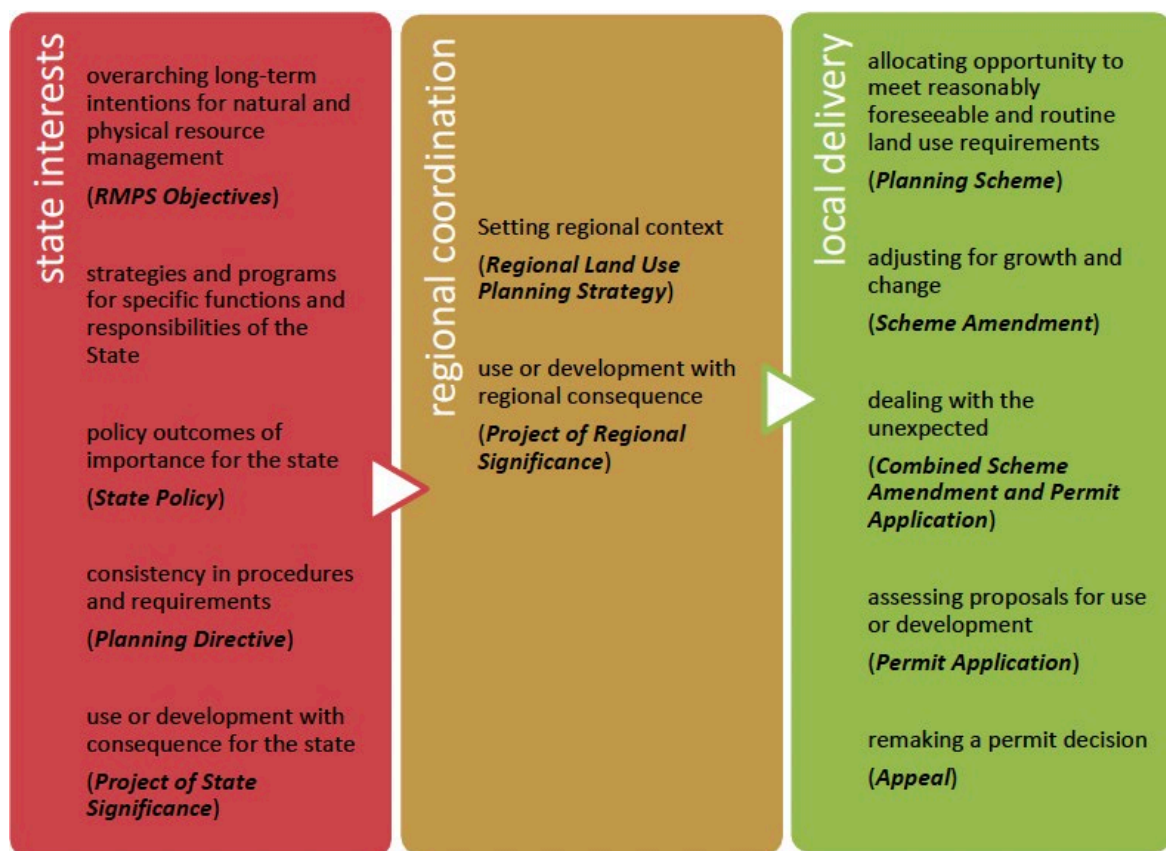 state interests
overarching long-term
intentions for natural and
physical resource
management
(RMPS Objectives)
strategies and programs
for specific functions and
responsibilities of the
State
policy outcomes of
importance for the state
(State Policy)
consistency in procedures
and requirements
(Planning Directive)
use or development with
consequence for the state
(Project of State
Significance)
regional coordination
Setting regional context
(Regional Land Use
Planning Strategy)
use or development with
regional consequence
(Project of Regional
Significance)
local delivery
allocating opportunity to
meet reasonably
foreseeable and routine
land use requirements
(Planning Scheme)
adjusting for growth and
change
(Scheme Amendment)
dealing with the
unexpected
(Combined Scheme
Amendment and Permit
Application)
assessing proposals for use
or development
(Permit Application)
remaking a permit decision
(Appeal)